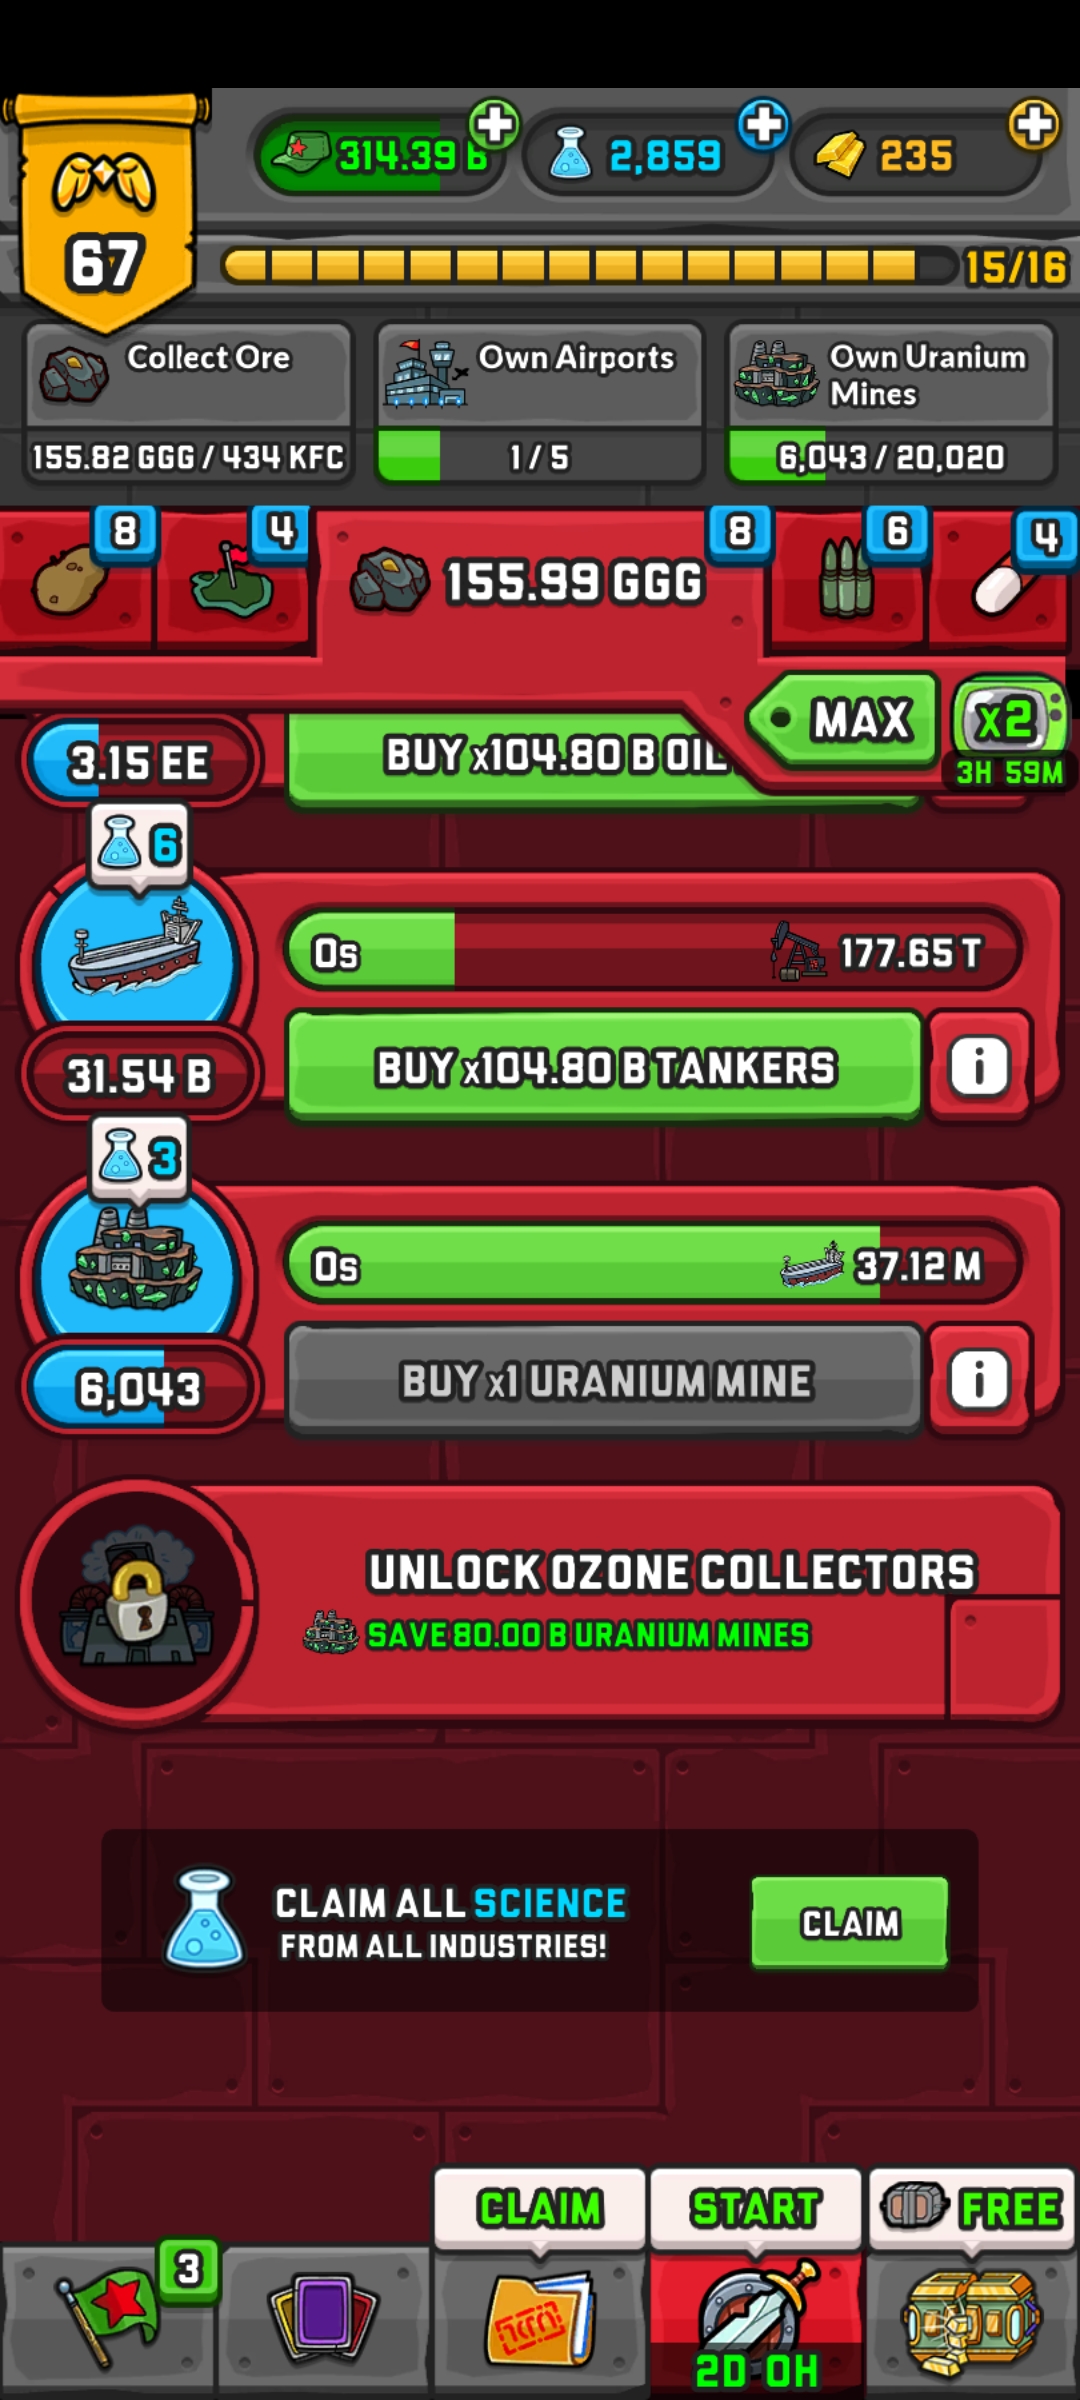 314.39 B
2,859
235
67
15/16
Collect Ore
155.82 GGG / 434 KFC
Own Airports
1 / 5
Own Uranium
Mines
6,043 / 20,020
8
4
155.99 GGG
8
6
4
MAX
x2
3H 59M
3.15 EE
BUY x104.80 B OIL
6
0s
177.65 T
31.54 B
BUY x104.80 B TANKERS
i
3
0s
37.12 M
6,043
BUY x1 URANIUM MINE
i
UNLOCK OZONE COLLECTORS
SAVE 80.00 B URANIUM MINES
CLAIM ALL SCIENCE
FROM ALL INDUSTRIES!
CLAIM
CLAIM
START
FREE
3
2D 0H